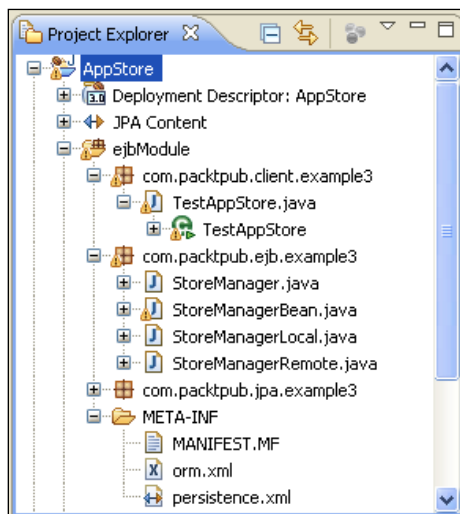 Project Explorer
AppStore
3.0 Deployment Descriptor: AppStore
JPA Content
ejbModule
com.packtpub.client.example3
J TestAppStore.java
TestAppStore
com.packtpub.ejb.example3
J StoreManager.java
J StoreManagerBean.java
J StoreManagerLocal.java
J StoreManagerRemote.java
com.packtpub.jpa.example3
META-INF
MANIFEST.MF
X orm.xml
persistence.xml